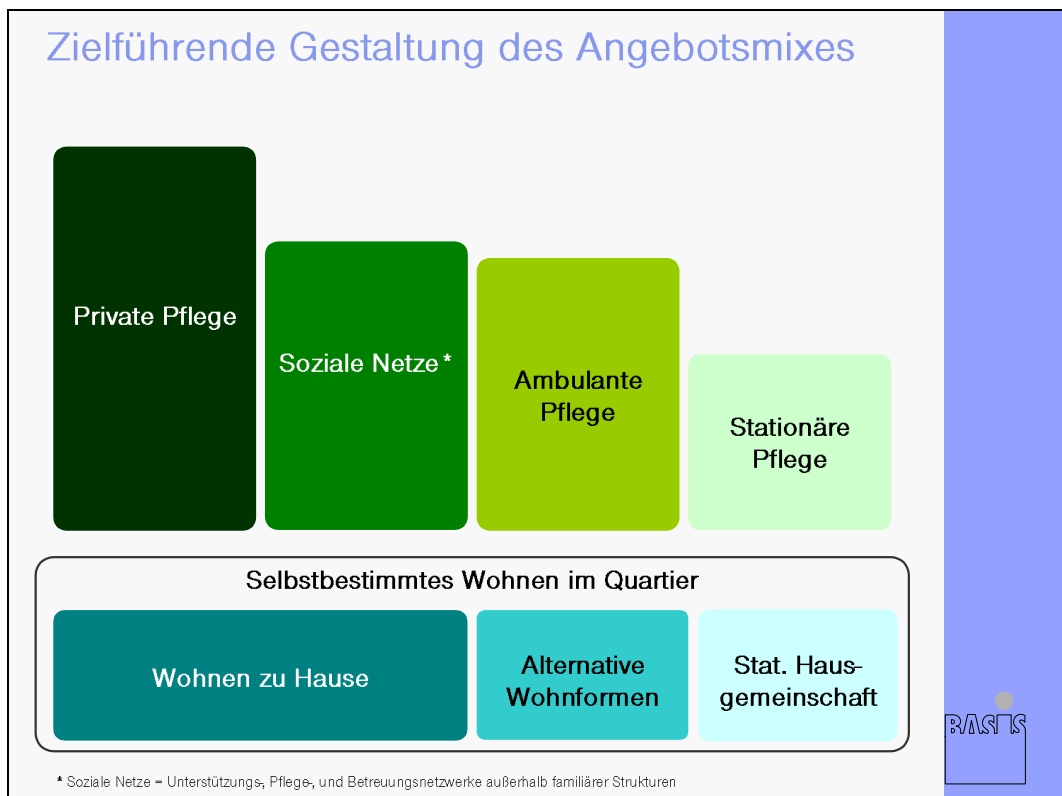 Zielführende Gestaltung des Angebotsmixes
Private Pflege
Soziale Netze *
Ambulante
Pflege
Stationäre
Pflege
Selbstbestimmtes Wohnen im Quartier
Wohnen zu Hause
Alternative
Wohnformen
Stat. Haus-
gemeinschaft
BASIS
* Soziale Netze = Unterstützungs-, Pflege-, und Betreuungsnetzwerke außerhalb familiärer Strukturen